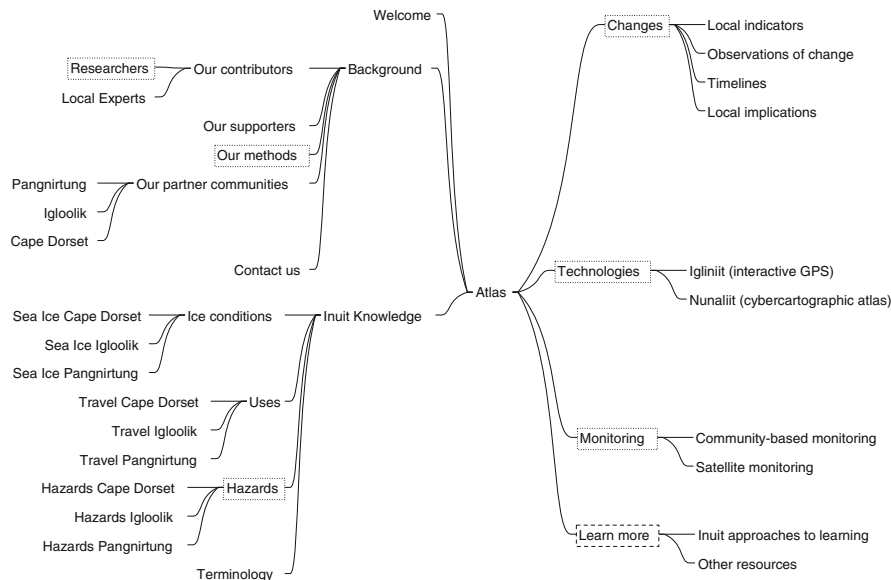 Welcome
Background
Our contributors
Researchers
Local Experts
Our supporters
Our methods
Our partner communities
Pangnirtung
Igloolik
Cape Dorset
Contact us
Atlas
Inuit Knowledge
Ice conditions
Sea Ice Cape Dorset
Sea Ice Igloolik
Sea Ice Pangnirtung
Uses
Travel Cape Dorset
Travel Igloolik
Travel Pangnirtung
Hazards
Hazards Cape Dorset
Hazards Igloolik
Hazards Pangnirtung
Terminology
Changes
Local indicators
Observations of change
Timelines
Local implications
Technologies
Igliniit (interactive GPS)
Nunaliit (cybercartographic atlas)
Monitoring
Community-based monitoring
Satellite monitoring
Learn more
Inuit approaches to learning
Other resources